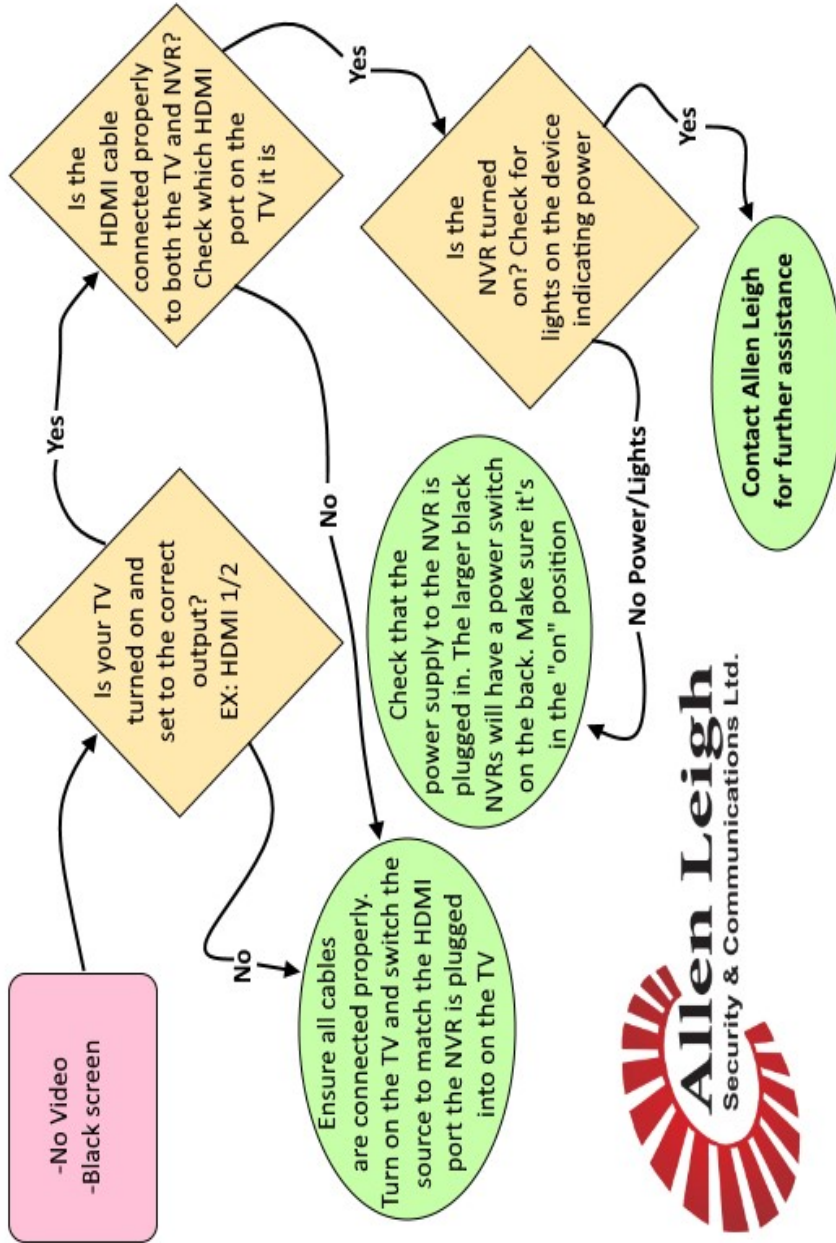 -No Video
-Black screen
Is your TV
turned on and
set to the correct
output?
EX: HDMI 1/2
Yes
No
Is the
HDMI cable
connected properly
to both the TV and NVR?
Check which HDMI
port on the
TV it is
Yes
No
Ensure all cables
are connected properly.
Turn on the TV and switch the
source to match the HDMI
port the NVR is plugged
into on the TV
Is the
NVR turned
on? Check for
lights on the device
indicating power
Yes
No Power/Lights
Check that the
power supply to the NVR is
plugged in. The larger black
NVRs will have a power switch
on the back. Make sure it's
in the "on" position
Contact Allen Leigh
for further assistance
Allen Leigh
Security & Communications Ltd.